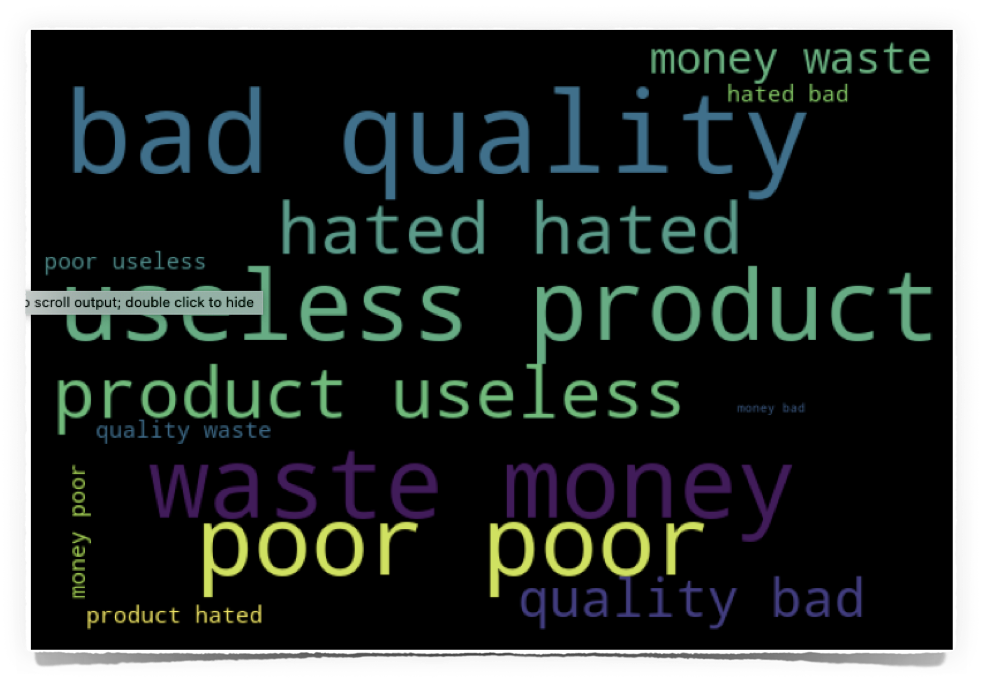 money waste
hated bad
bad quality
hated hated
poor useless
useless product
scroll output; double click to hide
product useless
money bad
quality waste
waste money
money poor
poor poor
quality bad
product hated